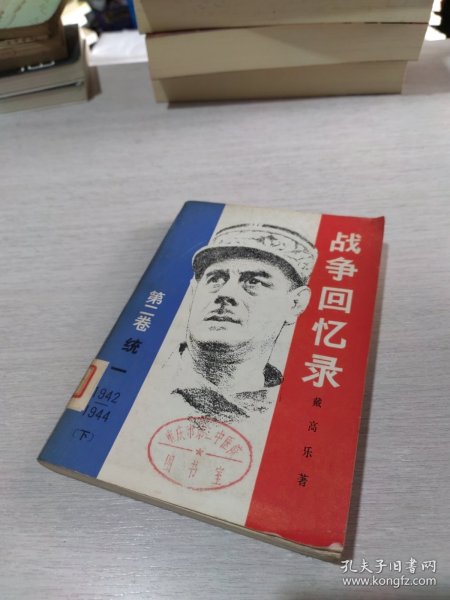 战争回忆录
戴高乐 著
第二卷 统一
1942
1944
(下)
图书室
孔夫子旧书网
www.kongfz.com